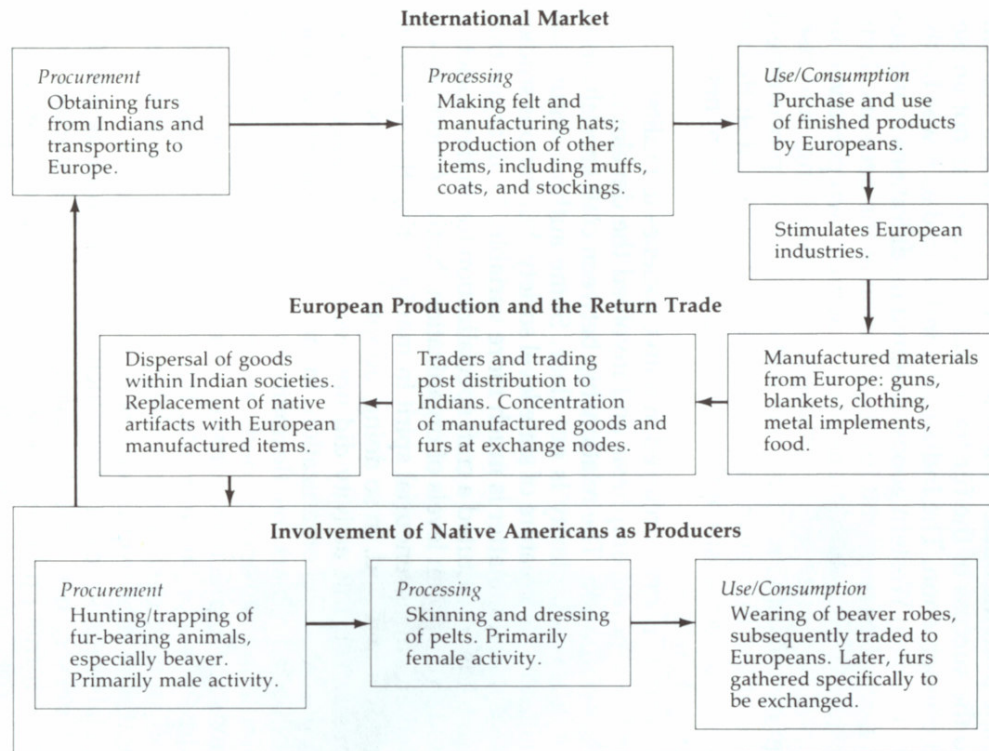 International Market
Procurement
Obtaining furs
from Indians and
transporting to
Europe.
Processing
Making felt and
manufacturing hats;
production of other
items, including muffs,
coats, and stockings.
Use/Consumption
Purchase and use
of finished products
by Europeans.
Stimulates European
industries.
European Production and the Return Trade
Manufactured materials
from Europe: guns,
blankets, clothing,
metal implements,
food.
Traders and trading
post distribution to
Indians. Concentration
of manufactured goods and
furs at exchange nodes.
Dispersal of goods
within Indian societies.
Replacement of native
artifacts with European
manufactured items.
Involvement of Native Americans as Producers
Procurement
Hunting/trapping of
fur-bearing animals,
especially beaver.
Primarily male activity.
Processing
Skinning and dressing
of pelts. Primarily
female activity.
Use/Consumption
Wearing of beaver robes,
subsequently traded to
Europeans. Later, furs
gathered specifically to
be exchanged.